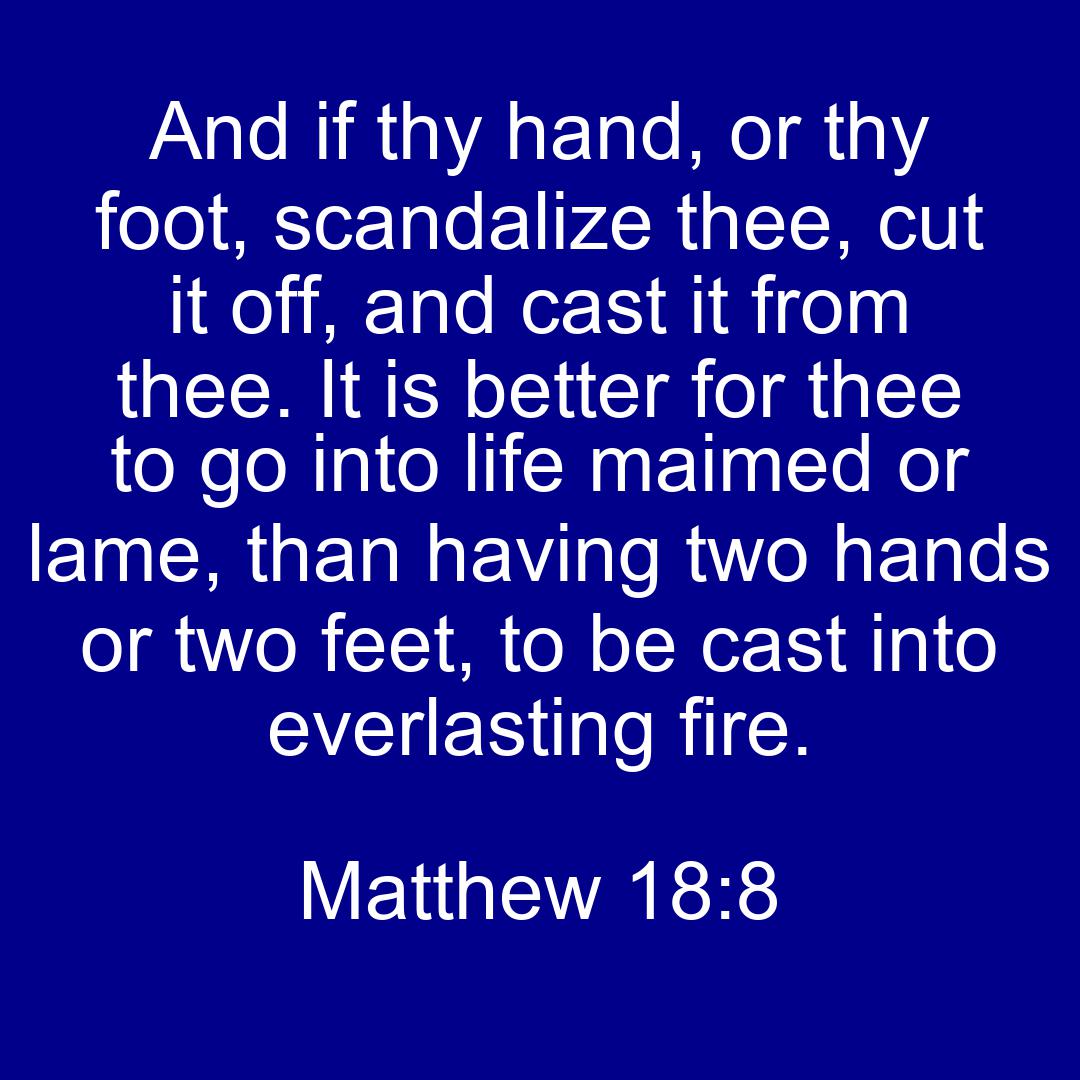 And if thy hand, or thy
foot, scandalize thee, cut
it off, and cast it from
thee. It is better for thee
to go into life maimed or
lame, than having two hands
or two feet, to be cast into
everlasting fire.
Matthew 18:8